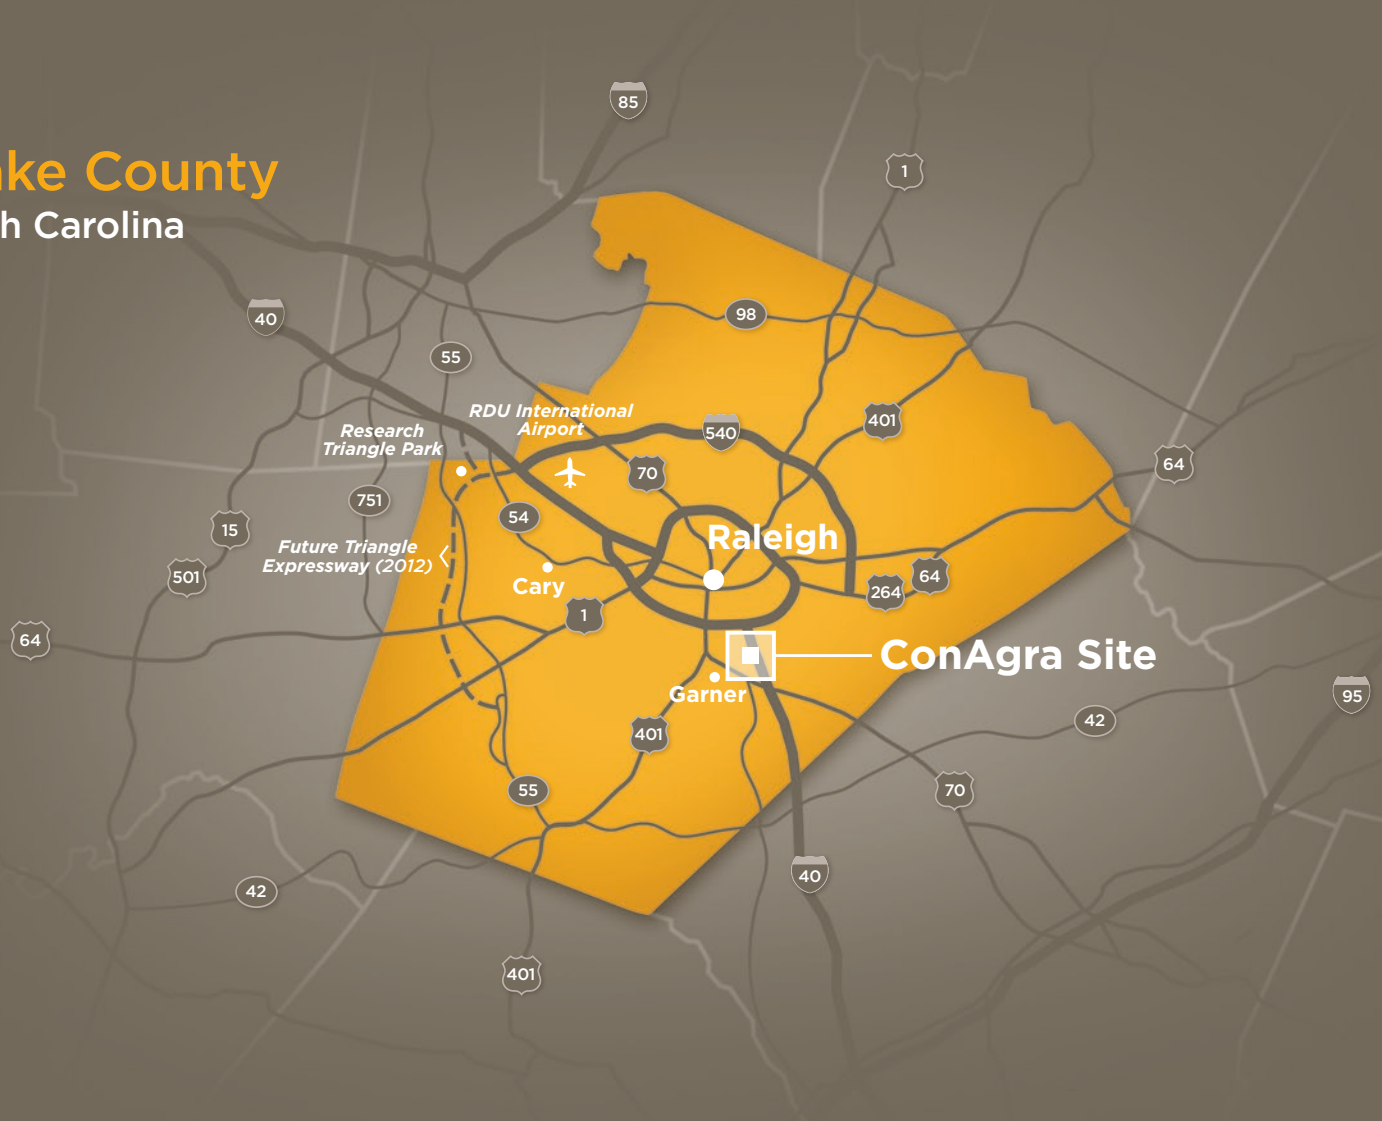 85
1
ake County
h Carolina
40
98
55
RDU International
Airport
401
540
Research
Triangle Park
64
70
751
54
15
Raleigh
Future Triangle
Expressway (2012)
501
Cary
64
264
1
64
ConAgra Site
Garner
95
42
401
55
70
40
42
401